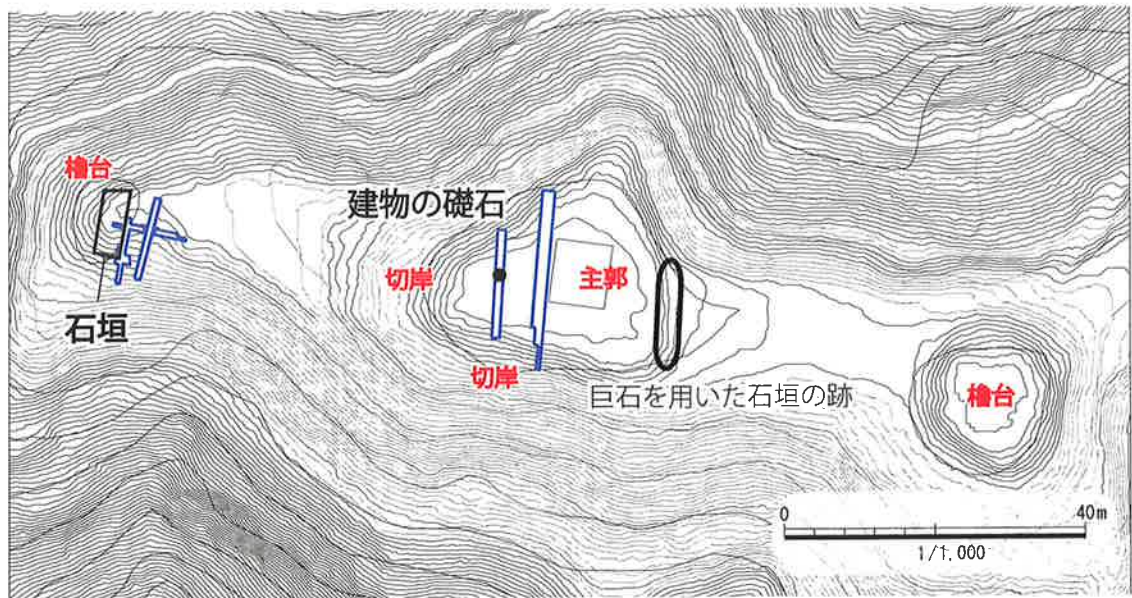 櫓台
建物の礎石
切岸
主郭
石垣
切岸
巨石を用いた石垣の跡
櫓台
0 40m
1/1,000